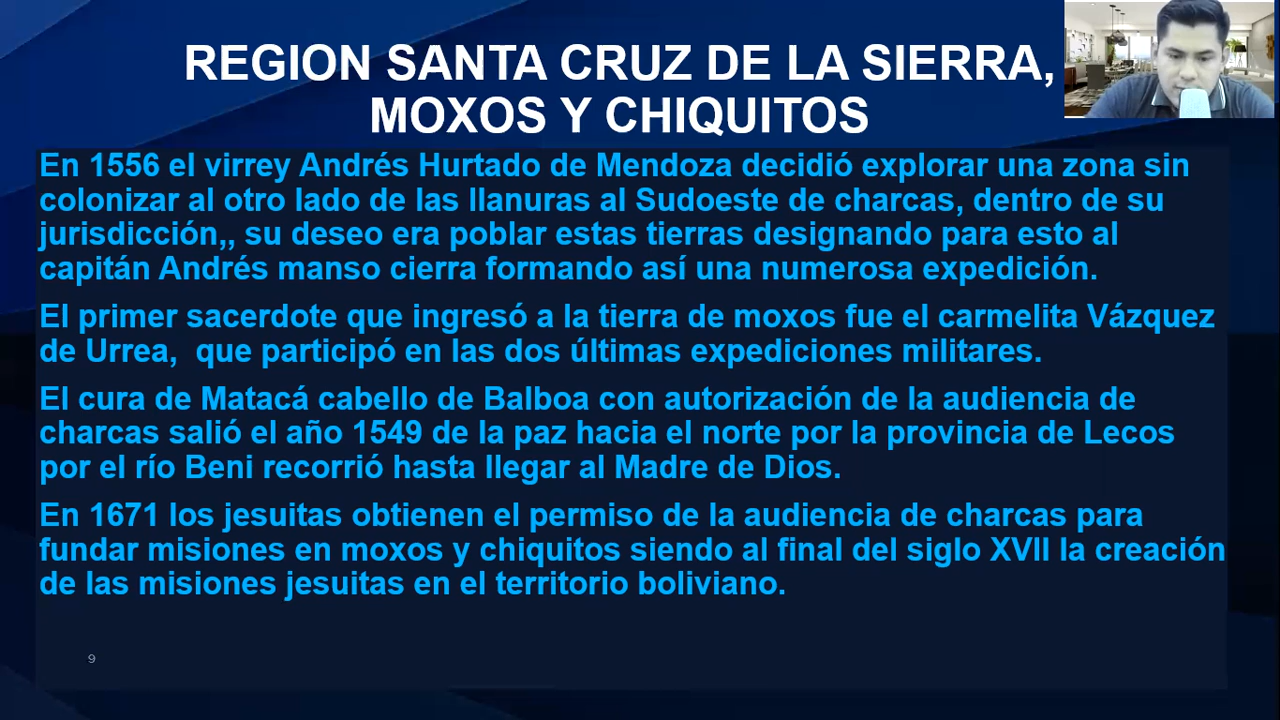 REGION SANTA CRUZ DE LA SIERRA,
MOXOS Y CHIQUITOS
En 1556 el virrey Andrés Hurtado de Mendoza decidió explorar una zona sin
colonizar al otro lado de las llanuras al Sudoeste de charcas, dentro de su
jurisdicción,, su deseo era poblar estas tierras designando para esto al
capitán Andrés manso cierra formando así una numerosa expedición.
El primer sacerdote que ingresó a la tierra de moxos fue el carmelita Vázquez
de Urrea,  que participó en las dos últimas expediciones militares.
El cura de Matacá cabello de Balboa con autorización de la audiencia de
charcas salió el año 1549 de la paz hacia el norte por la provincia de Lecos
por el río Beni recorrió hasta llegar al Madre de Dios.
En 1671 los jesuitas obtienen el permiso de la audiencia de charcas para
fundar misiones en moxos y chiquitos siendo al final del siglo XVII la creación
de las misiones jesuitas en el territorio boliviano.
9